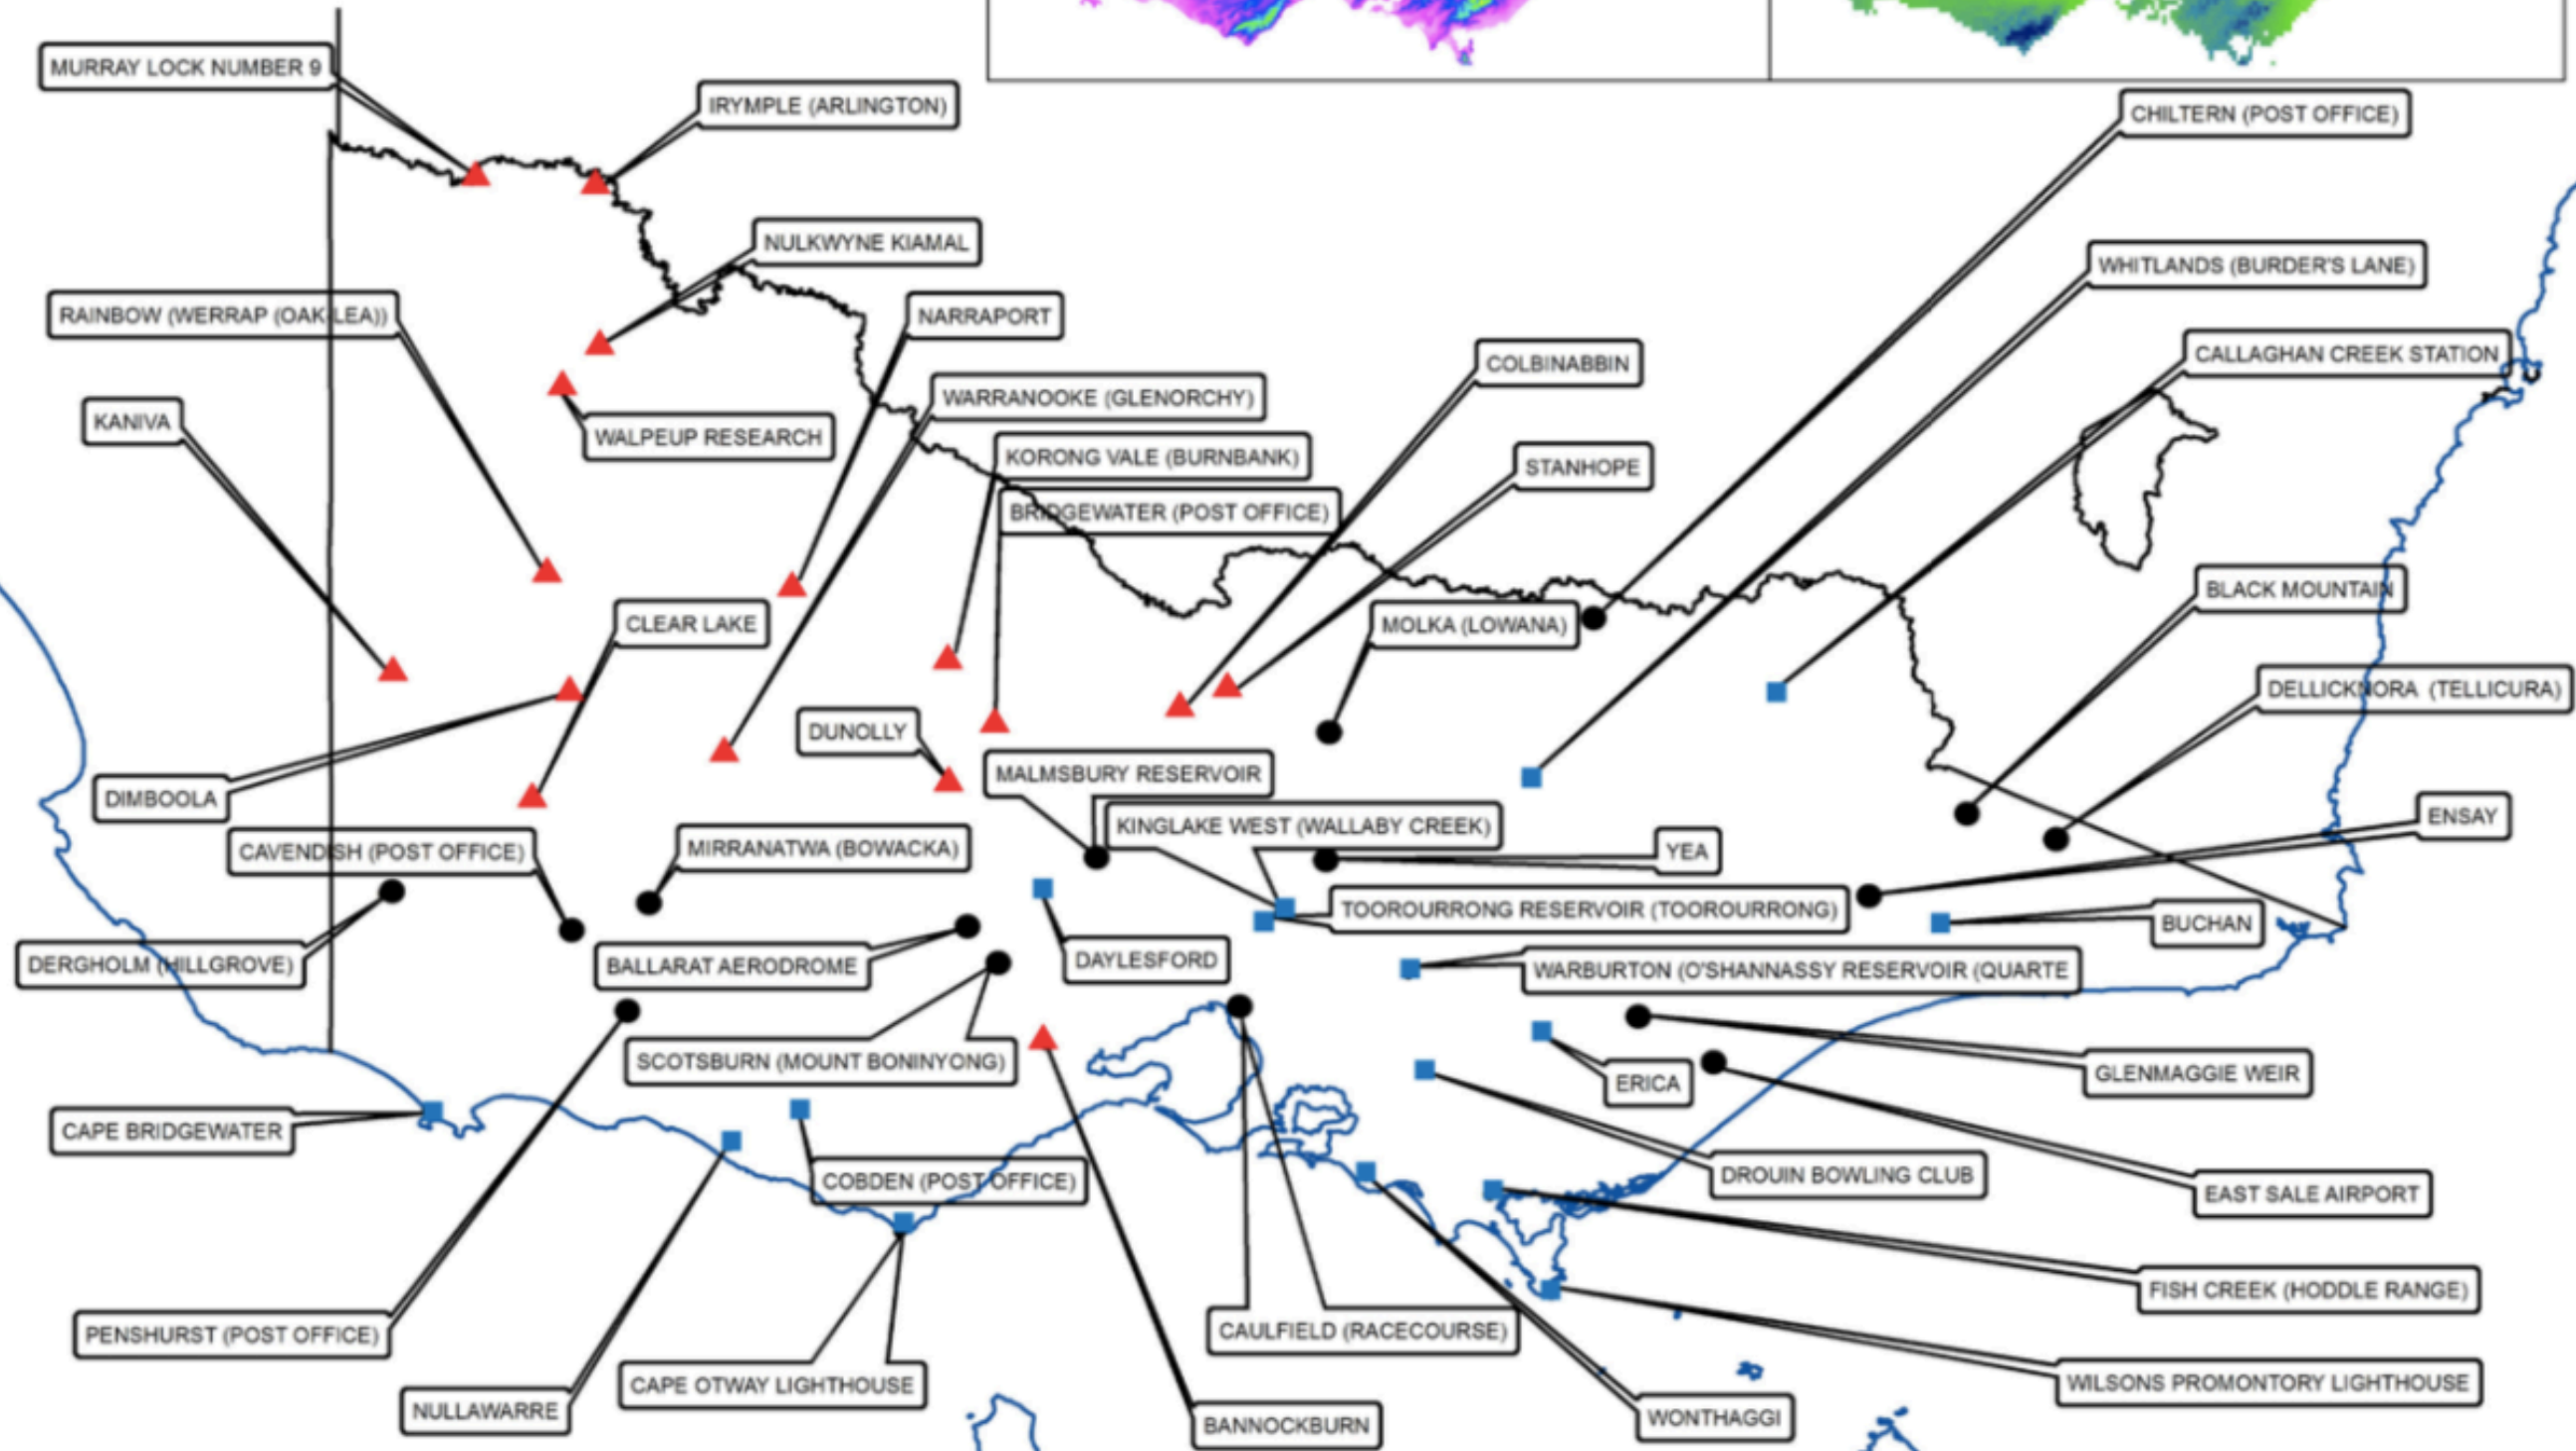 MURRAY LOCK NUMBER 9
IRYMPLE (ARLINGTON)
CHILTERN (POST OFFICE)
NULKWYNE KIAMAL
WHITLANDS (BURDER'S LANE)
RAINBOW (WERRAP (OAK LEA))
NARRAPORT
COLBINABBIN
CALLAGHAN CREEK STATION
KANIVA
WARRANOOKE (GLENORCHY)
WALPEUP RESEARCH
KORONG VALE (BURNBANK)
STANHOPE
BRIDGEWATER (POST OFFICE)
BLACK MOUNTAIN
CLEAR LAKE
MOLKA (LOWANA)
DELLICKNORA (TELLICURA)
DUNOLLY
MALMSBURY RESERVOIR
DIMBOOLA
ENSAY
KINGLAKE WEST (WALLABY CREEK)
CAVENDISH (POST OFFICE)
MIRRANATWA (BOWACKA)
YEA
TOOROURRONG RESERVOIR (TOOROURRONG)
BUCHAN
DERGHOLM (HILLGROVE)
BALLARAT AERODROME
DAYLESFORD
WARBURTON (O'SHANNASSY RESERVOIR (QUARTE
SCOTSBURN (MOUNT BONINYONG)
GLENMAGGIE WEIR
ERICA
CAPE BRIDGEWATER
COBDEN (POST OFFICE)
DROUIN BOWLING CLUB
EAST SALE AIRPORT
FISH CREEK (HODDLE RANGE)
PENSHURST (POST OFFICE)
CAULFIELD (RACECOURSE)
CAPE OTWAY LIGHTHOUSE
WILSONS PROMONTORY LIGHTHOUSE
NULLAWARRE
BANNOCKBURN
WONTHAGGI